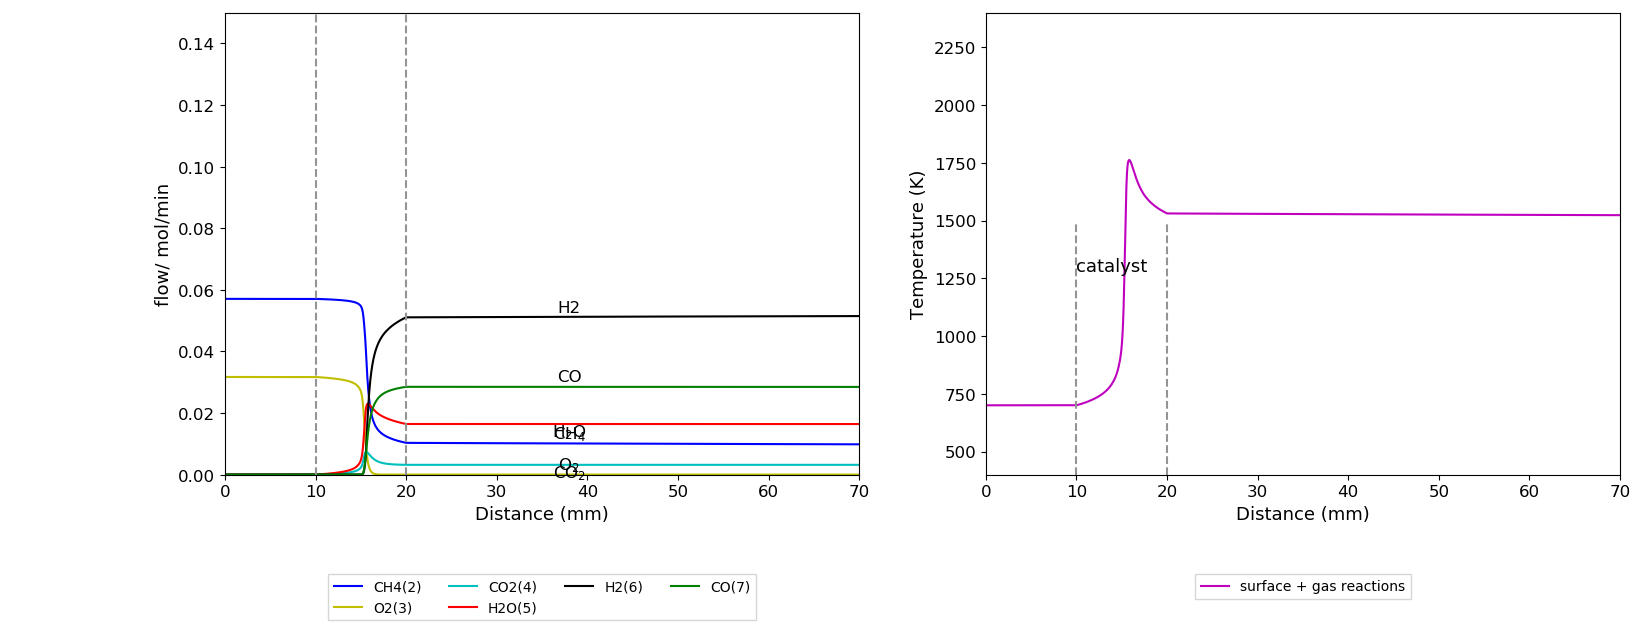 0.14
0.12
0.10
0.08
0.06
0.04
0.02
0.00
flow/ mol/min
H2
CO
H₂O
CH₄
O₂
CO₂
0 10 20 30 40 50 60 70
Distance (mm)
CH4(2) CO2(4) H2(6) CO(7)
O2(3) H2O(5)
2250
2000
1750
1500
1250
1000
750
500
Temperature (K)
catalyst
0 10 20 30 40 50 60 70
Distance (mm)
surface + gas reactions